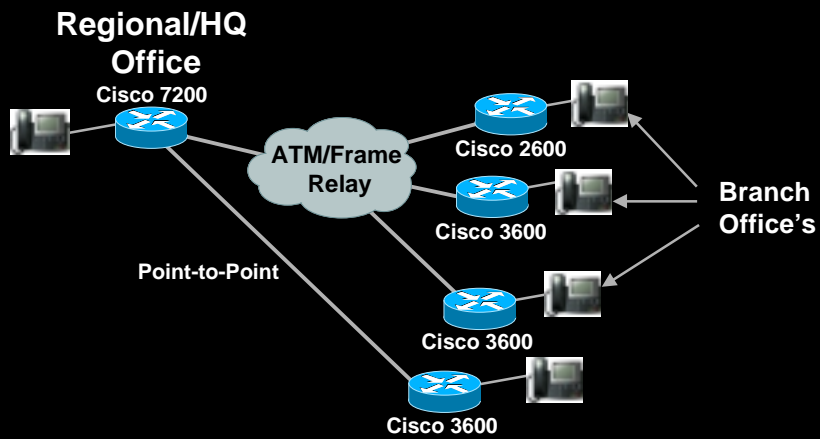 Regional/HQ
Office
Cisco 7200
ATM/Frame
Relay
Cisco 2600
Cisco 3600
Branch
Office's
Point-to-Point
Cisco 3600
Cisco 3600